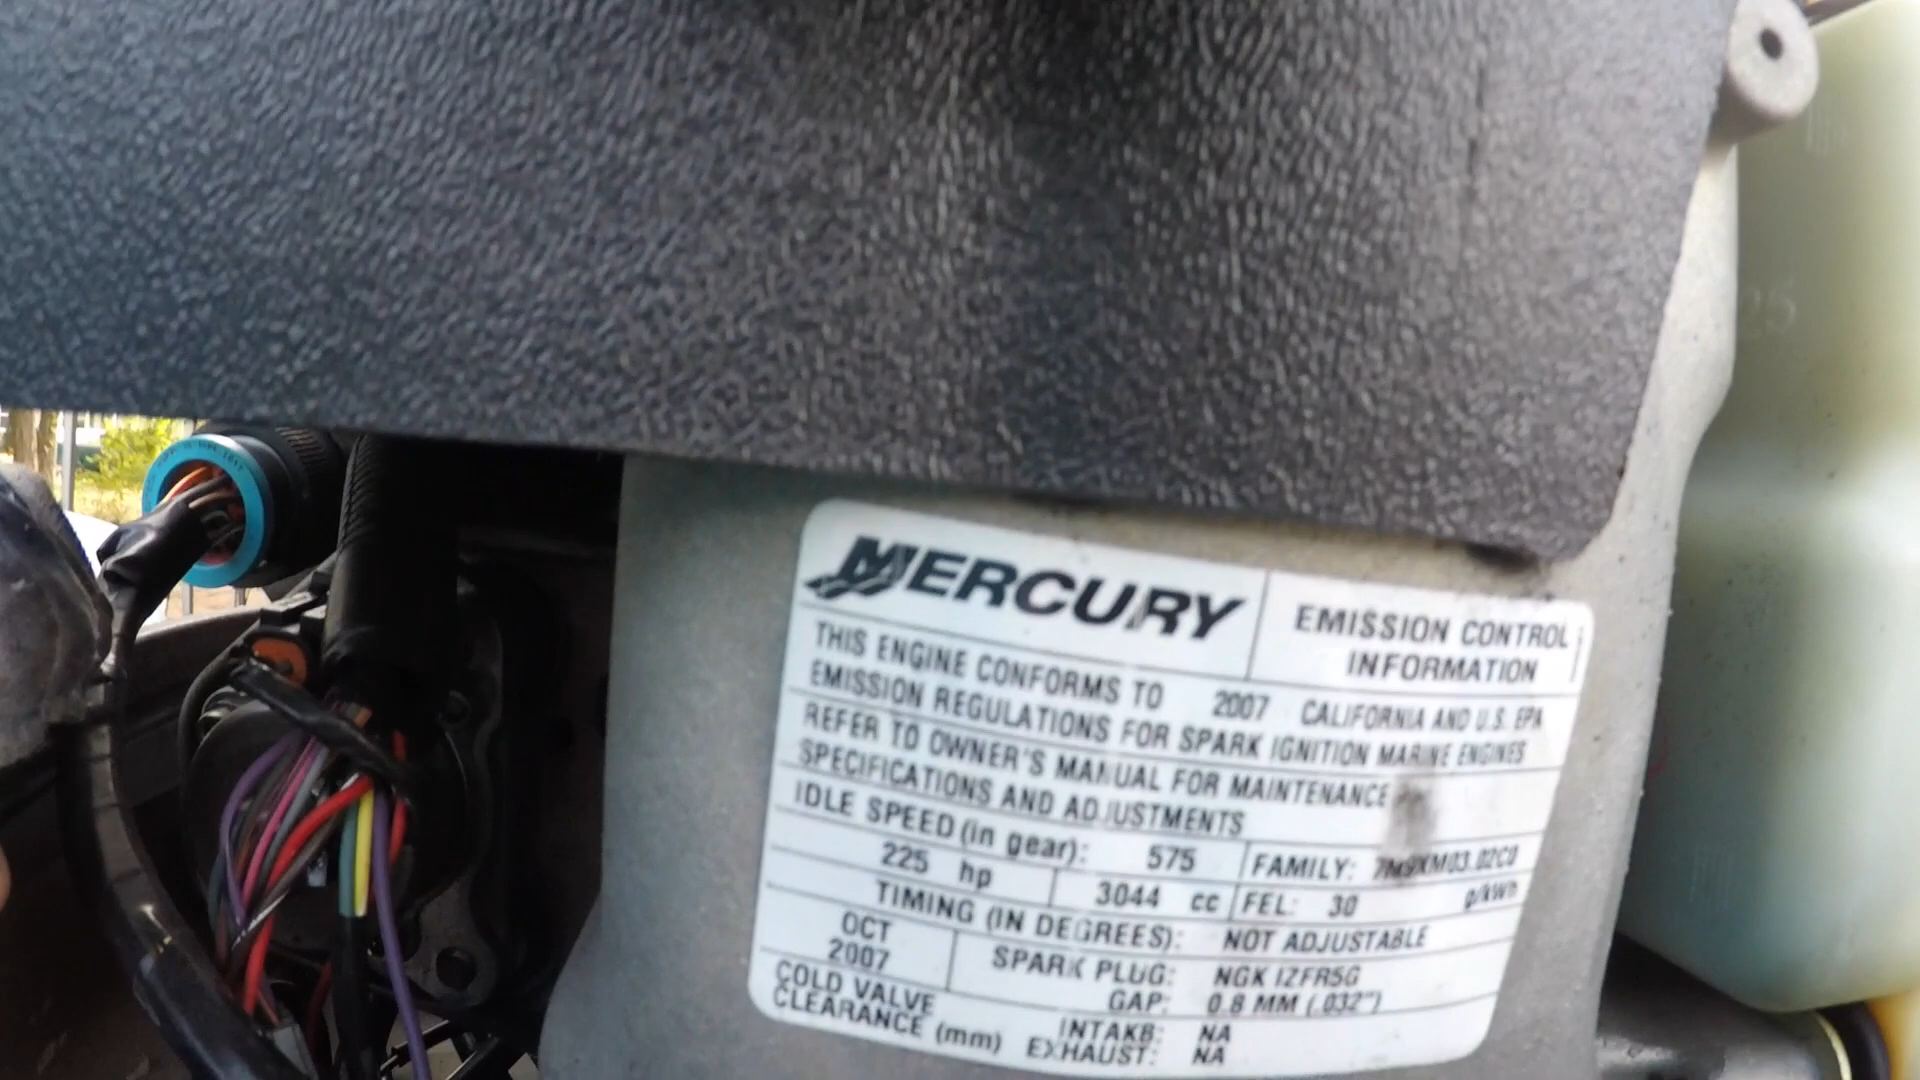 MERCURY
EMISSION CONTROL
INFORMATION
THIS ENGINE CONFORMS TO 2007 CALIFORNIA AND U.S. EPA
EMISSION REGULATIONS FOR SPARK IGNITION MARINE ENGINES
REFER TO OWNER'S MANUAL FOR MAINTENANCE
SPECIFICATIONS AND ADJUSTMENTS
IDLE SPEED (in gear): 575 FAMILY:
225 hp 3044 cc FEL: 30 g/kWh
TIMING (IN DEGREES): NOT ADJUSTABLE
OCT
2007
SPARK PLUG: NGK IZFR5G
GAP: 0.8 MM (.032")
COLD VALVE
CLEARANCE (mm)
INTAKE: NA
EXHAUST: NA
25